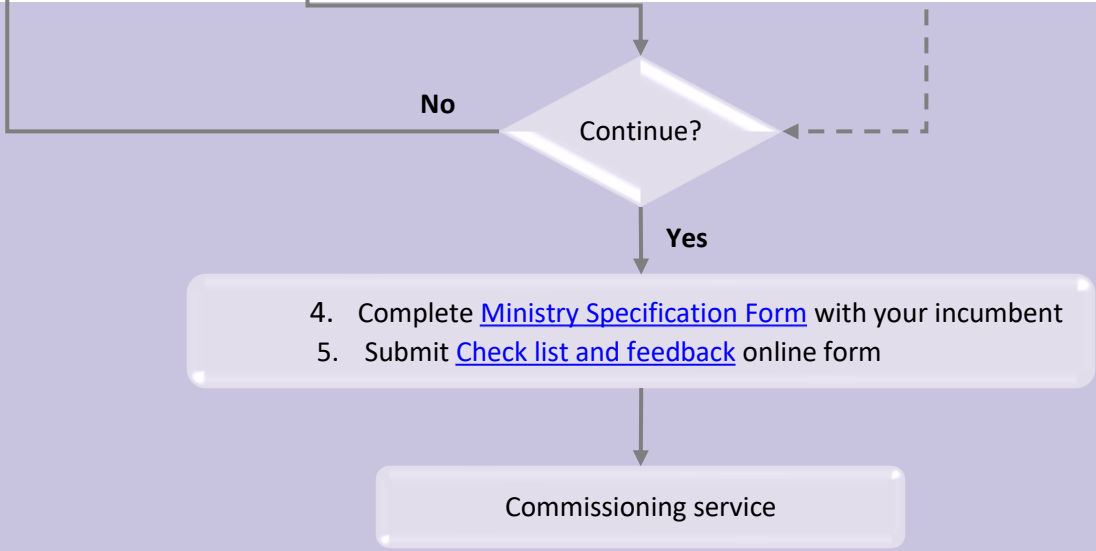 No
Continue?
Yes
4. Complete Ministry Specification Form with your incumbent
5. Submit Check list and feedback online form
Commissioning service